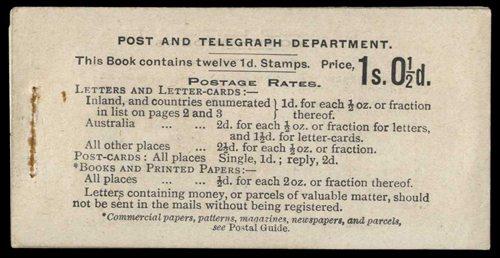 POST AND TELEGRAPH DEPARTMENT.
This Book contains twelve 1d. Stamps. Price, 1s. 0½d.
POSTAGE RATES.
LETTERS AND LETTER-CARDS:—
Inland, and countries enumerated } 1d. for each ½ oz. or fraction
in list on pages 2 and 3 } thereof.
Australia ... ... 2d. for each ½ oz. or fraction for letters,
and 1½d. for letter-cards.
All other places ... 2½d. for each ½ oz. or fraction.
POST-CARDS: All places Single, 1d.; reply, 2d.
*BOOKS AND PRINTED PAPERS:—
All places ... ... ½d. for each 2 oz. or fraction thereof.
Letters containing money, or parcels of valuable matter, should
not be sent in the mails without being registered.
*Commercial papers, patterns, magazines, newspapers, and parcels,
see Postal Guide.